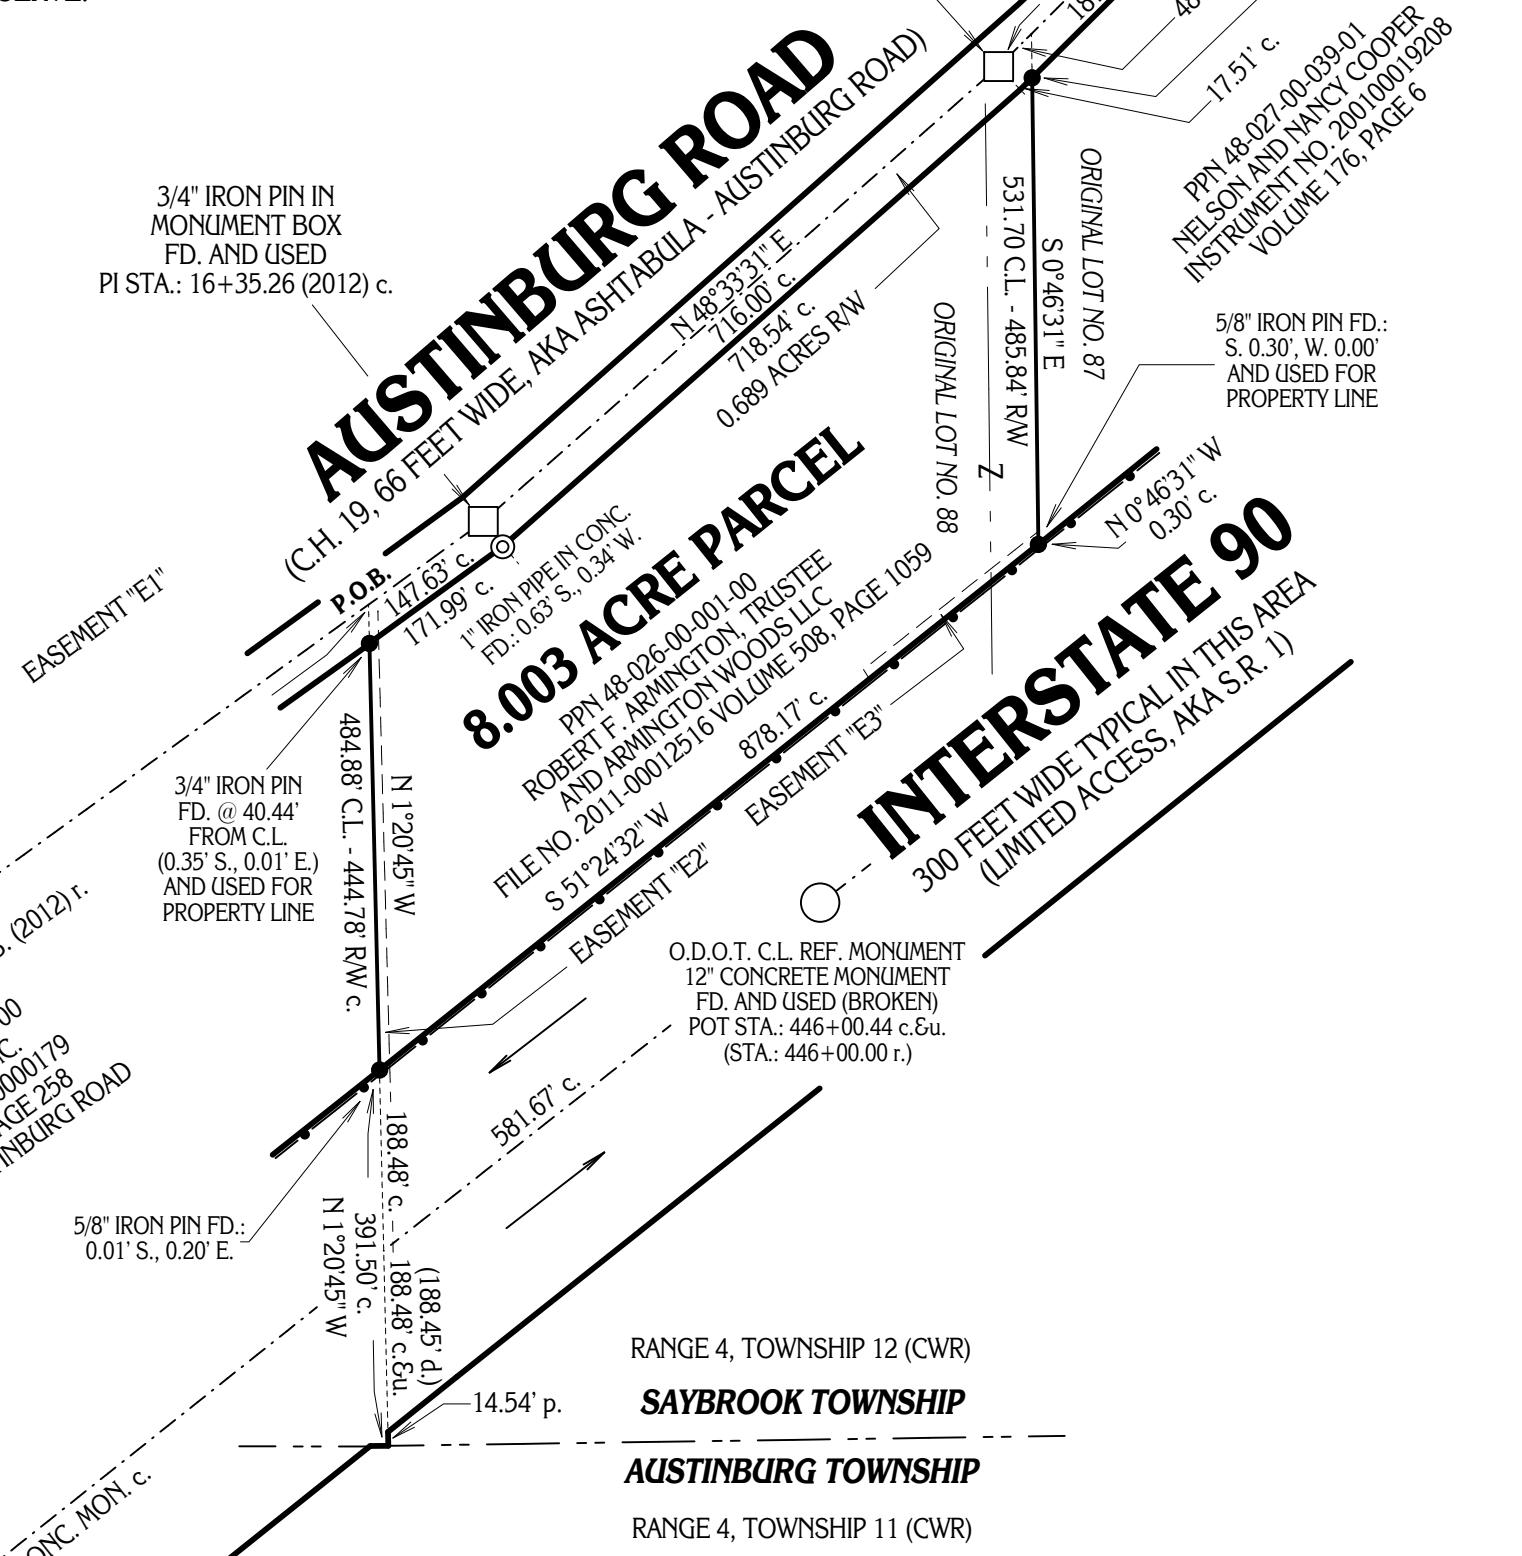 181
48
17.51' c.
PPN 48-027-00-039-01
NELSON AND NANCY COOPER
INSTRUMENT NO. 200100019208
VOLUME 176, PAGE 6
AUSTINBURG ROAD
(C.H. 19, 66 FEET WIDE, AKA ASHTABULA - AUSTINBURG ROAD)
3/4" IRON PIN IN
MONUMENT BOX
FD. AND USED
PI STA.: 16+35.26 (2012) c.
N 48°33'31" E
716.00' c.
718.54' c.
0.689 ACRES R/W
ORIGINAL LOT NO. 88
531.70 C.L. - 485.84' R/W
S 0°46'31" E
ORIGINAL LOT NO. 87
Z
5/8" IRON PIN FD.:
S. 0.30', W. 0.00'
AND USED FOR
PROPERTY LINE
N 0°46'31" W
0.30' c.
EASEMENT "E1"
P.O.B.
147.63' c.
171.99' c.
1" IRON PIPE IN CONC.
FD.: 0.63' S., 0.34' W.
8.003 ACRE PARCEL
PPN 48-026-00-001-00
ROBERT F. ARMINGTON, TRUSTEE
AND ARMINGTON WOODS LLC
FILE NO. 2011-00012516 VOLUME 508, PAGE 1059
878.17' c.
S 51°24'32" W
EASEMENT "E3"
EASEMENT "E2"
INTERSTATE 90
300 FEET WIDE TYPICAL IN THIS AREA
(LIMITED ACCESS, AKA S.R. 1)
3/4" IRON PIN
FD. @ 40.44'
FROM C.L.
(0.35' S., 0.01' E.)
AND USED FOR
PROPERTY LINE
484.88' C.L. - 444.78' R/W c.
N 1°20'45" W
O.D.O.T. C.L. REF. MONUMENT
12" CONCRETE MONUMENT
FD. AND USED (BROKEN)
POT STA.: 446+00.44 c.&u.
(STA.: 446+00.00 r.)
(2012) r.
00
0000179
AGE 258
INBURG ROAD
581.67' c.
5/8" IRON PIN FD.:
0.01' S., 0.20' E.
188.48' c.
391.50' c.
N 1°20'45" W
188.48' c.&u.
(188.45' d.)
14.54' p.
RANGE 4, TOWNSHIP 12 (CWR)
SAYBROOK TOWNSHIP
AUSTINBURG TOWNSHIP
RANGE 4, TOWNSHIP 11 (CWR)
ONC. MON. c.